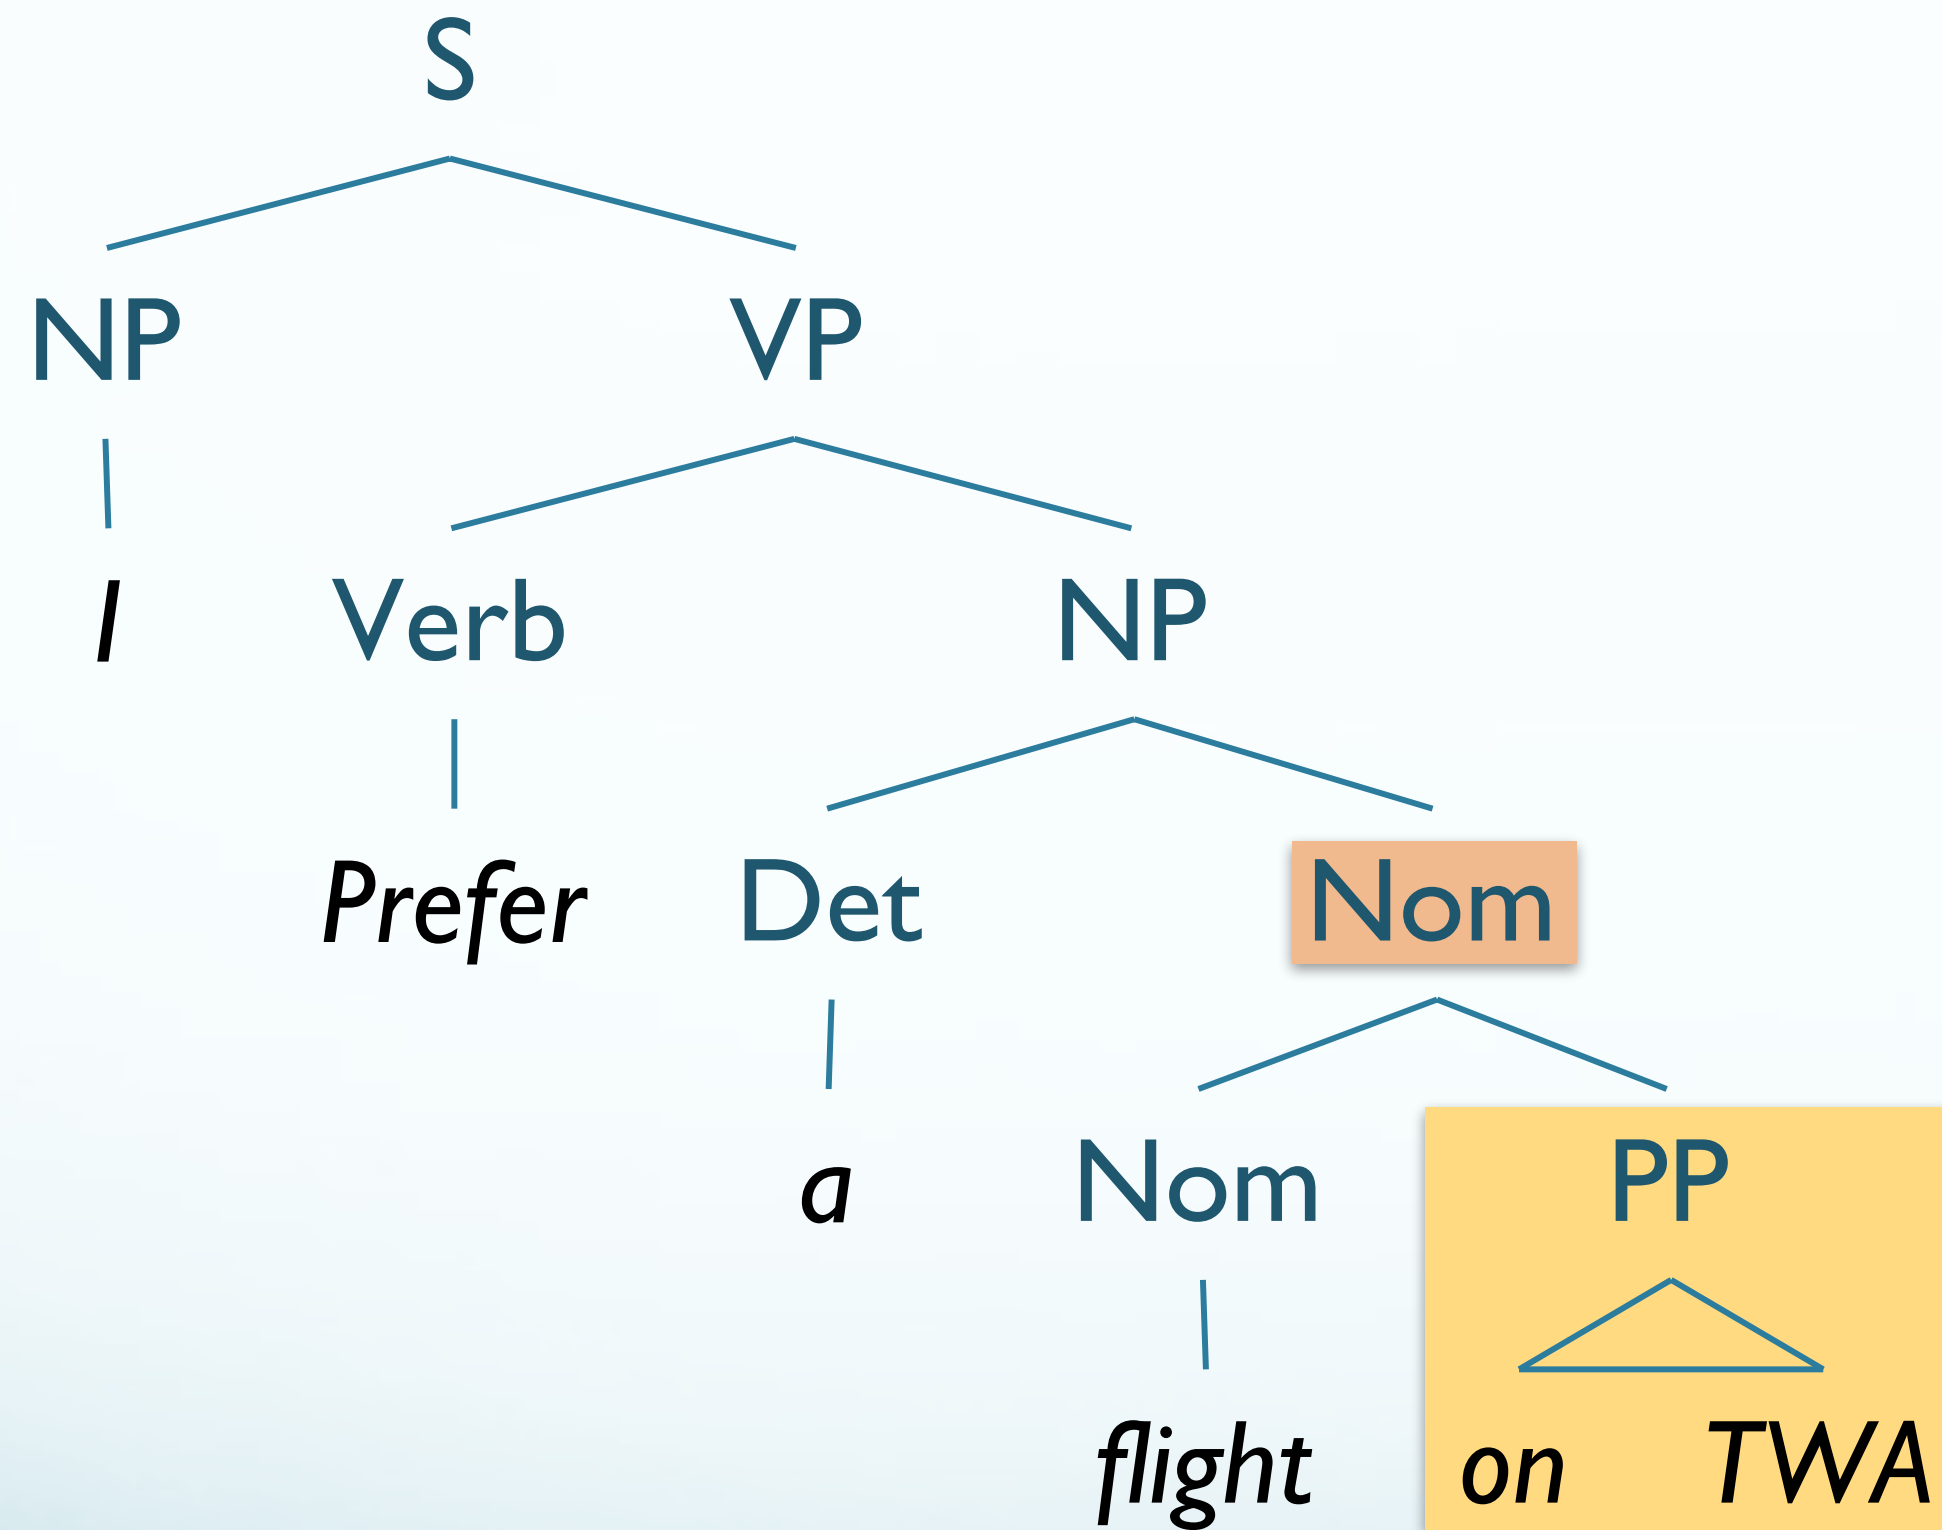 S
NP VP
I Verb NP
Prefer Det Nom
a Nom PP
flight on TWA